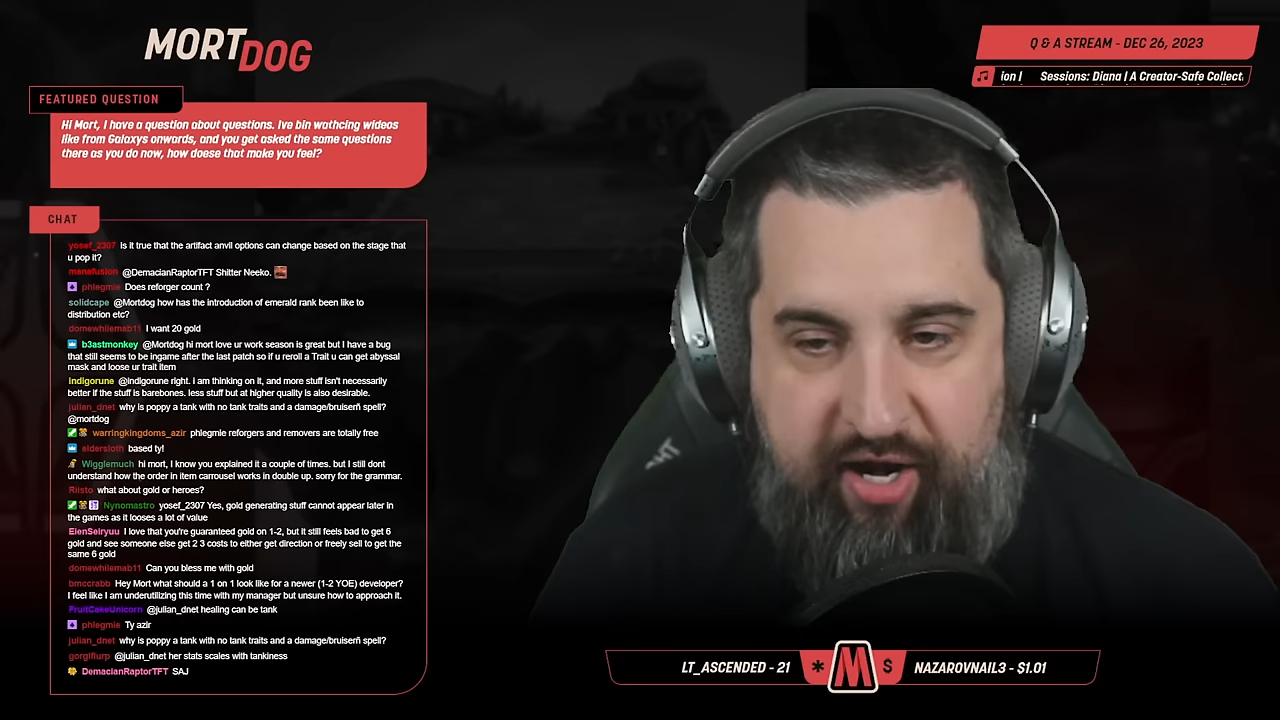 MORTDOG
Q & A STREAM - DEC 26, 2023
ion | Sessions: Diana | A Creator-Safe Collect
FEATURED QUESTION
Hi Mort, I have a question about questions. Ive bin wathcing wideos
like from Galaxys onwards, and you get asked the same questions
there as you do now, how doese that make you feel?
CHAT
yosef_2307 Is it true that the artifact anvil options can change based on the stage that
u pop it?
manafusion @DemacianRaptorTFT Shitter Neeko.
phlegmie Does reforger count ?
solidcape @Mortdog how has the introduction of emerald rank been like to
distribution etc?
domewhilemab11 I want 20 gold
b3astmonkey @Mortdog hi mort love ur work season is great but I have a bug
that still seems to be ingame after the last patch so if u reroll a Trait u can get abyssal
mask and loose ur trait item
indigorune @indigorune right. i am thinking on it, and more stuff isn't necessarily
better if the stuff is barebones. less stuff but at higher quality is also desirable.
julian_dnet why is poppy a tank with no tank traits and a damage/bruiserñ spell?
@mortdog
warringkingdoms_azir phlegmie reforgers and removers are totally free
eldersloth based ty!
Wigglemuch hi mort, I know you explained it a couple of times. but I still dont
understand how the order in item carrousel works in double up. sorry for the grammar.
Riisto what about gold or heroes?
Nynomastro yosef_2307 Yes, gold generating stuff cannot appear later in
the games as it looses a lot of value
ElenSeiryuu I love that you're guaranteed gold on 1-2, but it still feels bad to get 6
gold and see someone else get 2 3 costs to either get direction or freely sell to get the
same 6 gold
domewhilemab11 Can you bless me with gold
bmccrabb Hey Mort what should a 1 on 1 look like for a newer (1-2 YOE) developer?
I feel like I am underutilizing this time with my manager but unsure how to approach it.
FruitCakeUnicorn @julian_dnet healing can be tank
phlegmie Ty azir
julian_dnet why is poppy a tank with no tank traits and a damage/bruiserñ spell?
gorglflurp @julian_dnet her stats scales with tankiness
DemacianRaptorTFT SAJ
LT_ASCENDED - 21 * M $ NAZAROVNAIL3 - $1.01